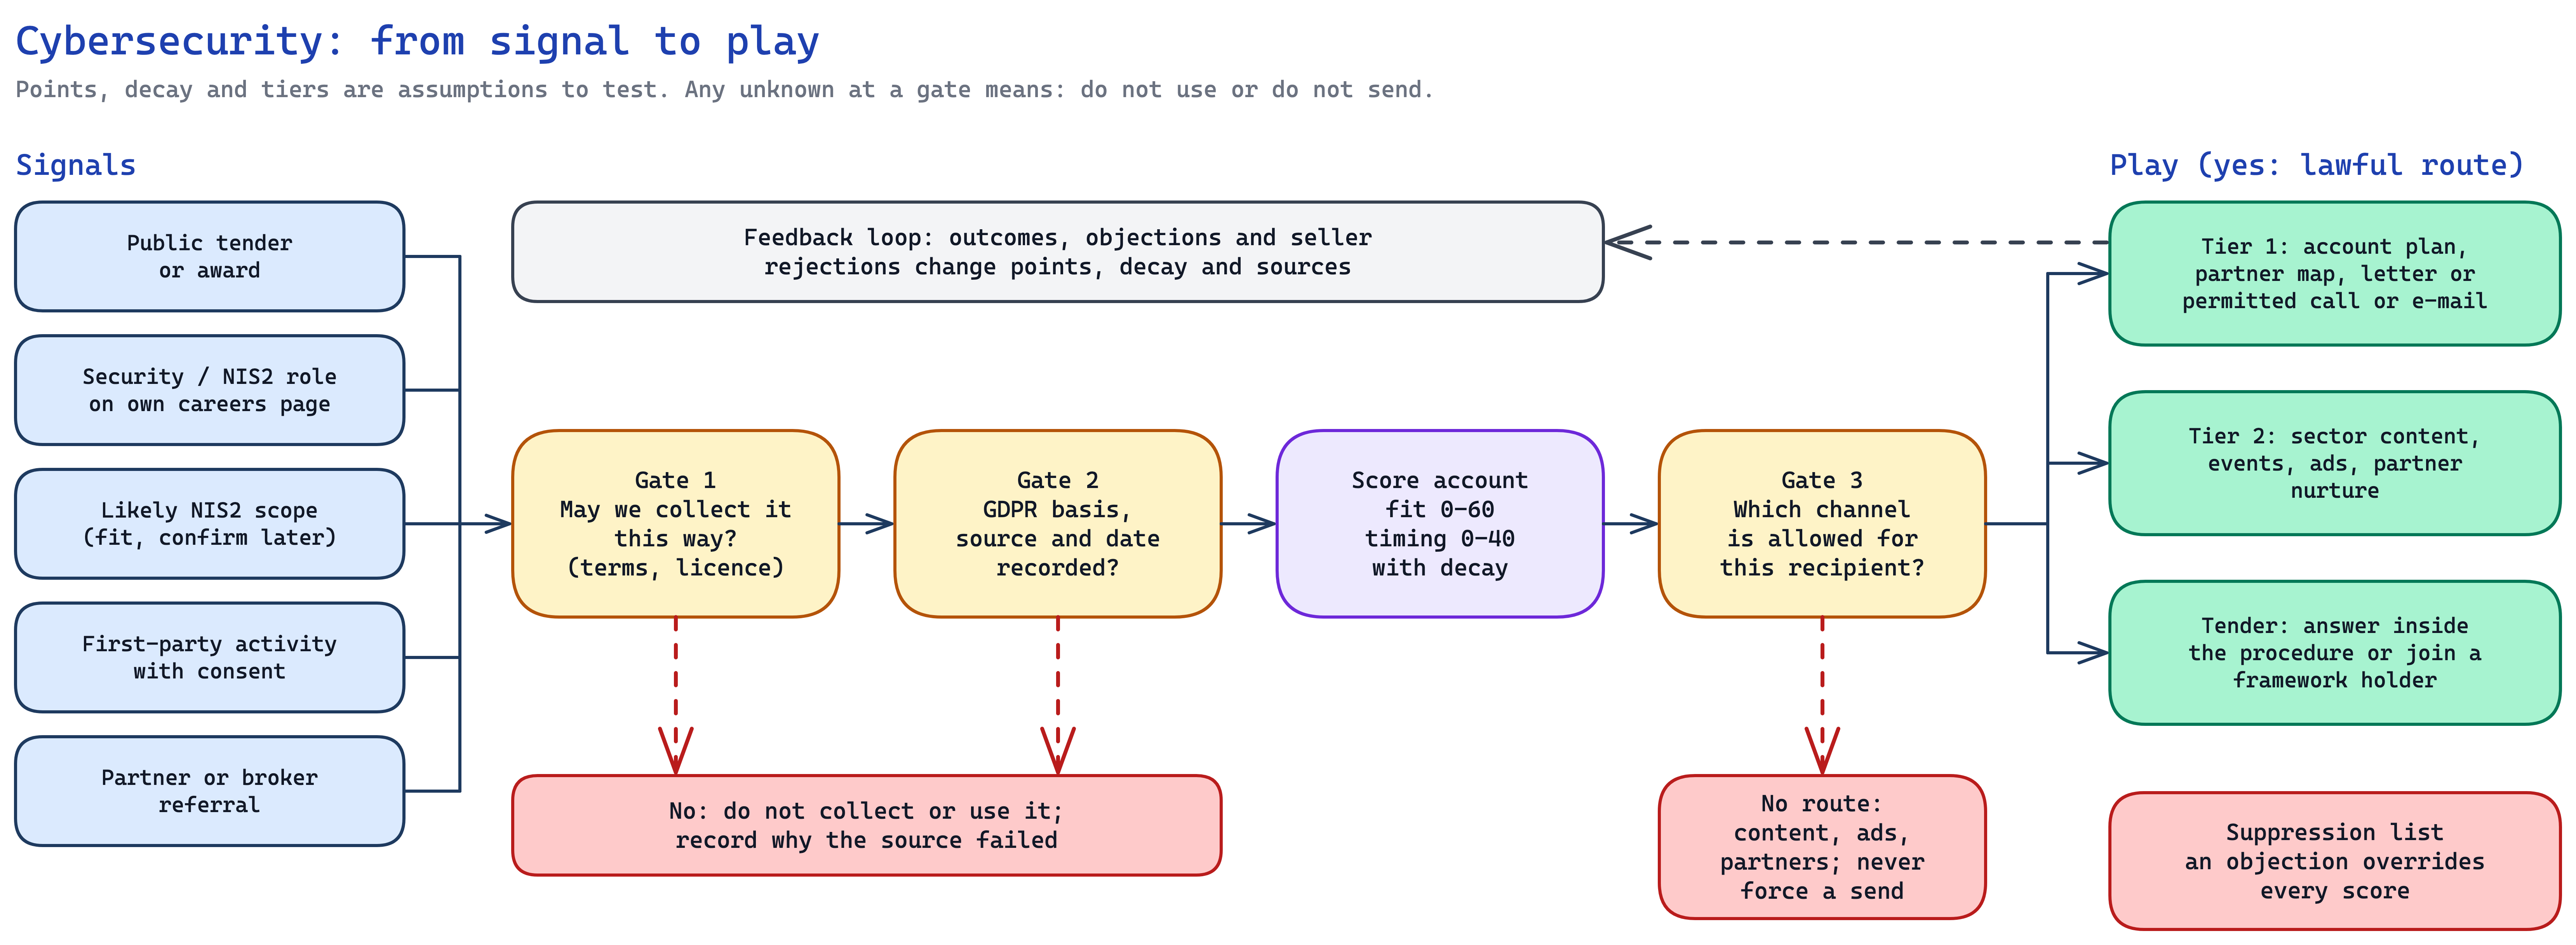 Cybersecurity: from signal to play
Points, decay and tiers are assumptions to test. Any unknown at a gate means: do not use or do not send.
Signals
Public tender
or award
Security / NIS2 role
on own careers page
Likely NIS2 scope
(fit, confirm later)
First-party activity
with consent
Partner or broker
referral
Feedback loop: outcomes, objections and seller
rejections change points, decay and sources
Gate 1
May we collect it
this way?
(terms, licence)
Gate 2
GDPR basis,
source and date
recorded?
Score account
fit 0-60
timing 0-40
with decay
Gate 3
Which channel
is allowed for
this recipient?
No: do not collect or use it;
record why the source failed
No route:
content, ads,
partners; never
force a send
Play (yes: lawful route)
Tier 1: account plan,
partner map, letter or
permitted call or e-mail
Tier 2: sector content,
events, ads, partner
nurture
Tender: answer inside
the procedure or join a
framework holder
Suppression list
an objection overrides
every score